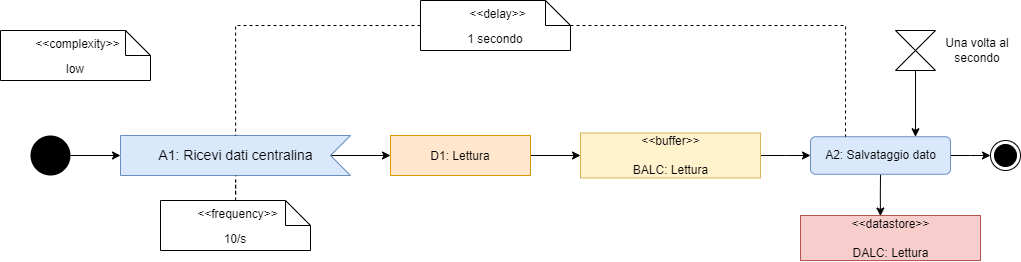 <<delay>>
1 secondo
<<complexity>>
low
Una volta al
secondo
A1: Ricevi dati centralina
D1: Lettura
<<buffer>>
BALC: Lettura
A2: Salvataggio dato
<<frequency>>
10/s
<<datastore>>
DALC: Lettura